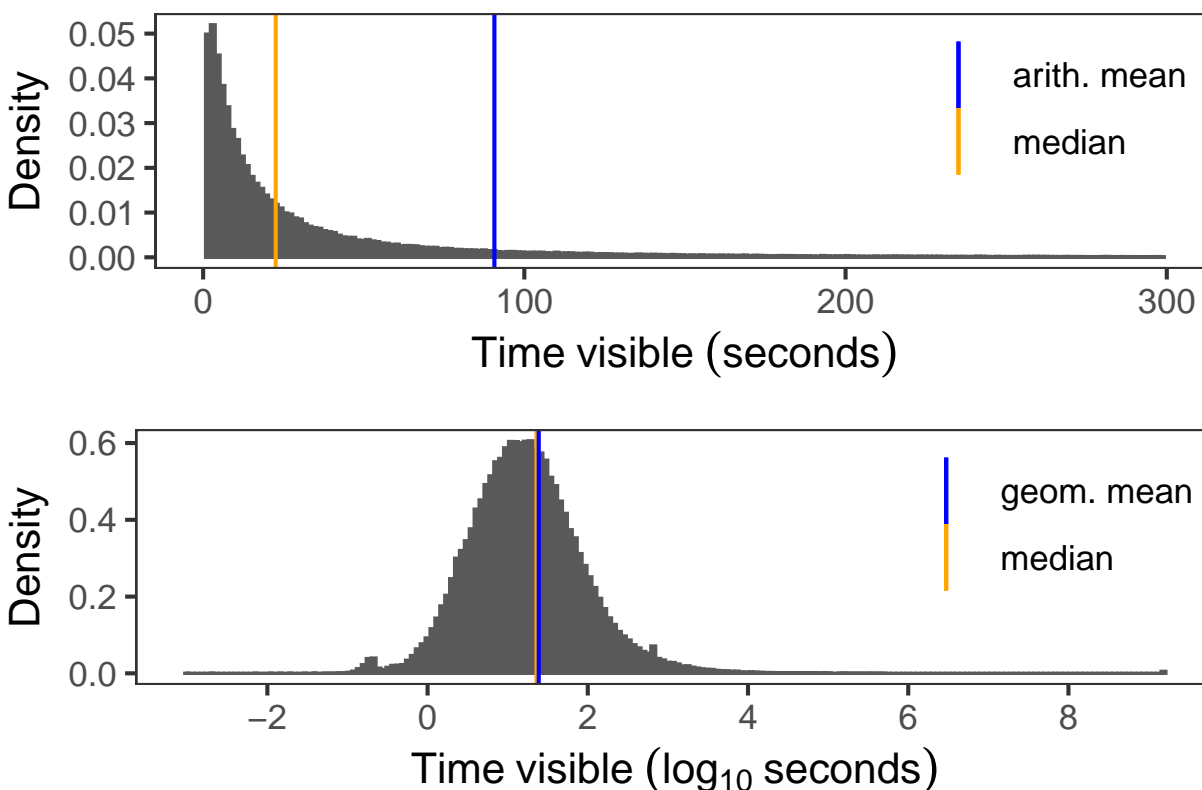 Density
0.05
0.04
0.03
0.02
0.01
0.00
arith. mean
median
0 100 200 300
Time visible (seconds)
Density
0.6
0.4
0.2
0.0
geom. mean
median
−2 0 2 4 6 8
Time visible (log₁₀ seconds)